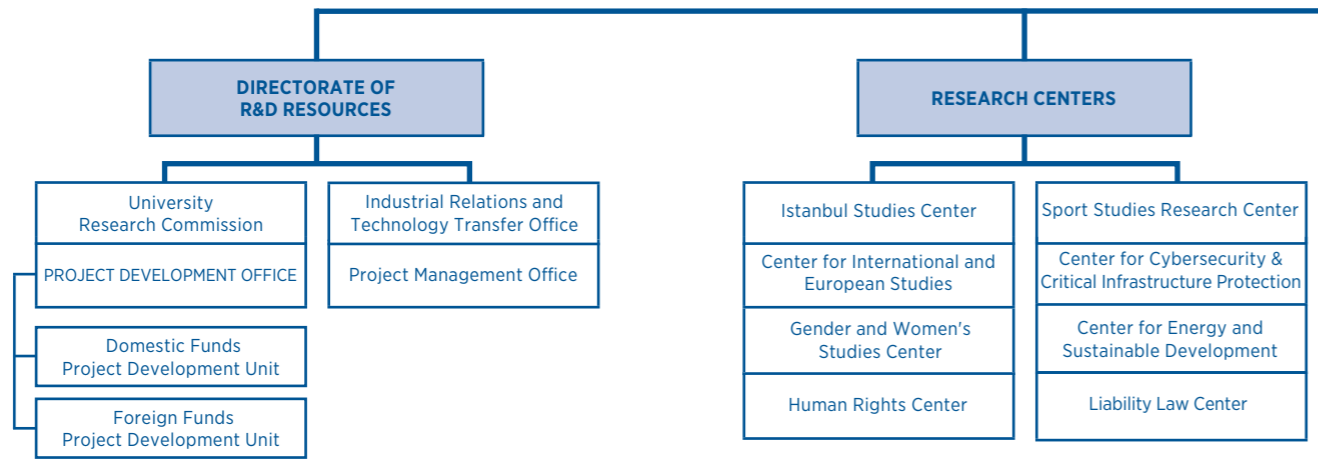 DIRECTORATE OF
R&D RESOURCES
University
Research Commission
PROJECT DEVELOPMENT OFFICE
Domestic Funds
Project Development Unit
Foreign Funds
Project Development Unit
Industrial Relations and
Technology Transfer Office
Project Management Office
RESEARCH CENTERS
Istanbul Studies Center
Center for International and
European Studies
Gender and Women's
Studies Center
Human Rights Center
Sport Studies Research Center
Center for Cybersecurity &
Critical Infrastructure Protection
Center for Energy and
Sustainable Development
Liability Law Center